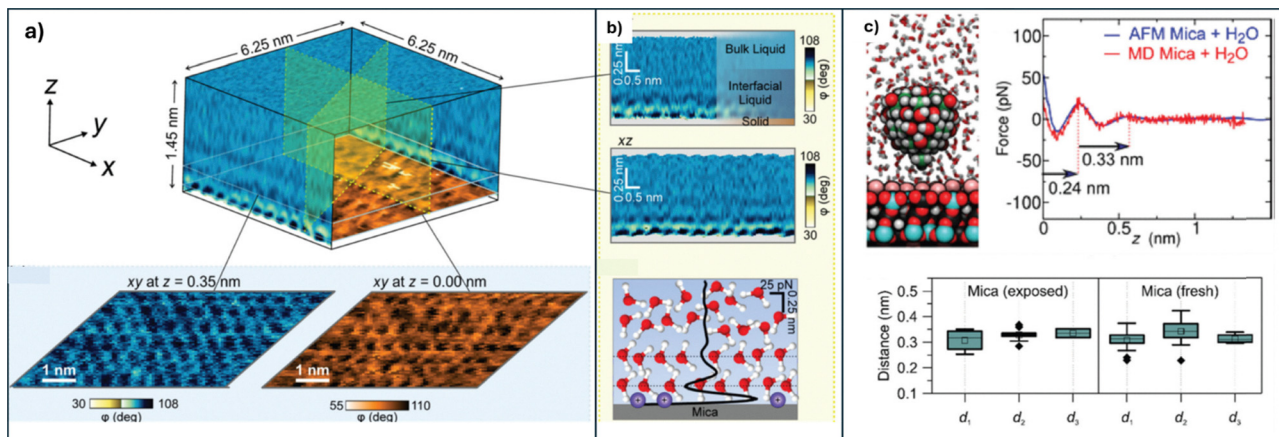 a)
6.25 nm
6.25 nm
z
y
x
1.45 nm
xy at z = 0.35 nm
xy at z = 0.00 nm
1 nm
1 nm
30
108
φ (deg)
55
110
φ (deg)
b)
0.25 nm
0.5 nm
Bulk Liquid
Interfacial
Liquid
Solid
108
φ (deg)
30
xz
0.25 nm
0.5 nm
108
φ (deg)
30
25 pN
0.25 nm
Mica
c)
AFM Mica + H₂O
MD Mica + H₂O
Force (pN)
100
50
0
-50
-100
0.33 nm
0.24 nm
0
0.5
1
z (nm)
Distance (nm)
0.5
0.4
0.3
0.2
0.1
Mica (exposed)
Mica (fresh)
d₁
d₂
d₃
d₁
d₂
d₃